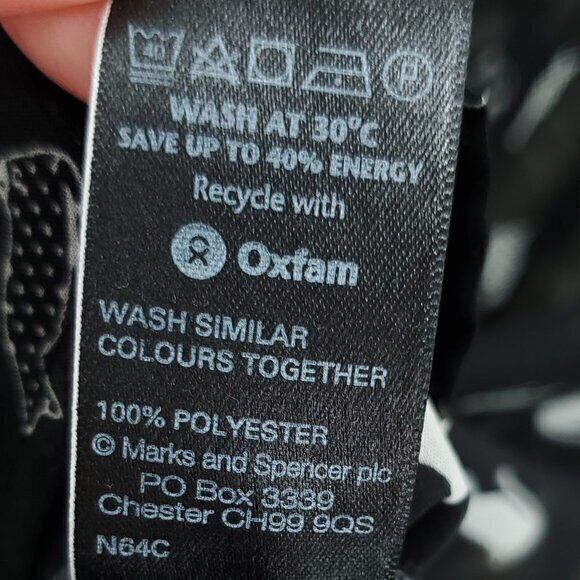 40
P
WASH AT 30°C
SAVE UP TO 40% ENERGY
Recycle with
Oxfam
WASH SIMILAR
COLOURS TOGETHER
100% POLYESTER
© Marks and Spencer plc
PO Box 3339
Chester CH99 9QS
N64C